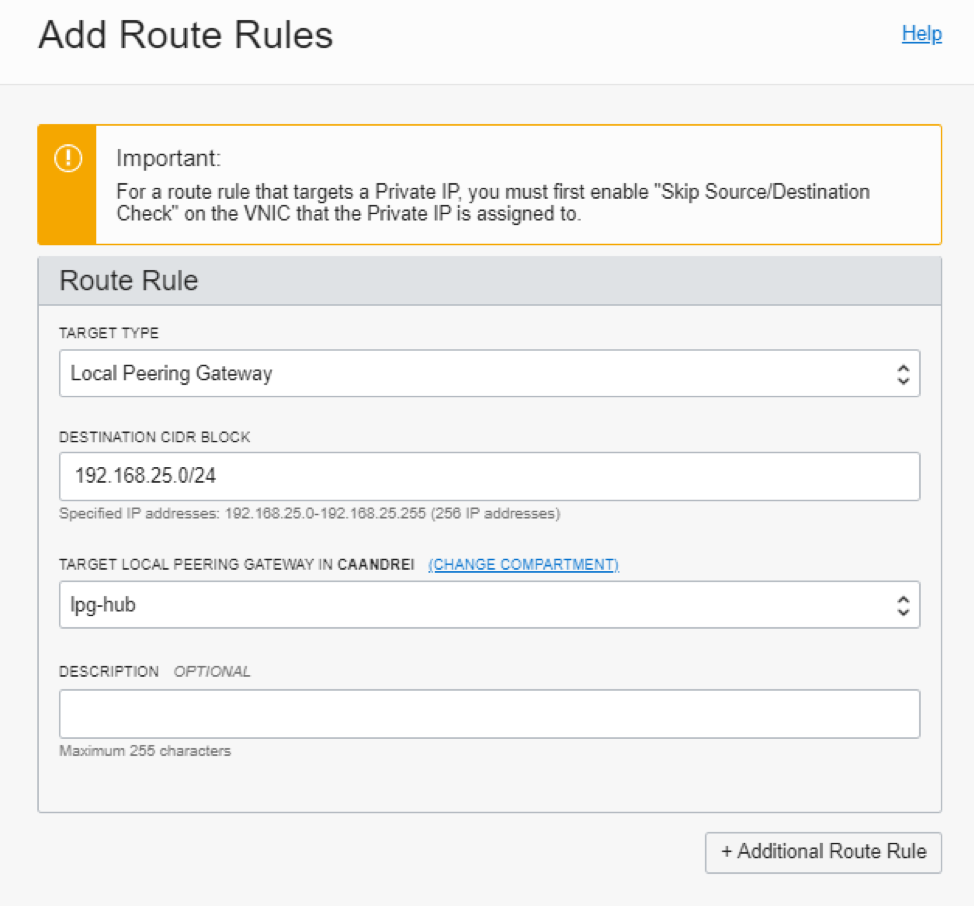 Add Route Rules
Help
Important:
For a route rule that targets a Private IP, you must first enable "Skip Source/Destination
Check" on the VNIC that the Private IP is assigned to.
Route Rule
TARGET TYPE
Local Peering Gateway
DESTINATION CIDR BLOCK
192.168.25.0/24
Specified IP addresses: 192.168.25.0-192.168.25.255 (256 IP addresses)
TARGET LOCAL PEERING GATEWAY IN CAANDREI (CHANGE COMPARTMENT)
lpg-hub
DESCRIPTION OPTIONAL
Maximum 255 characters
+ Additional Route Rule